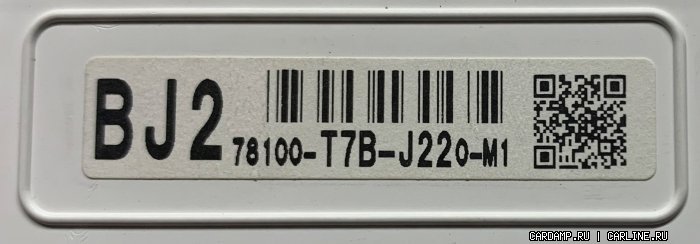 BJ2
78100-T7B-J220-M1
CARDAMP.RU | CARLINE.RU